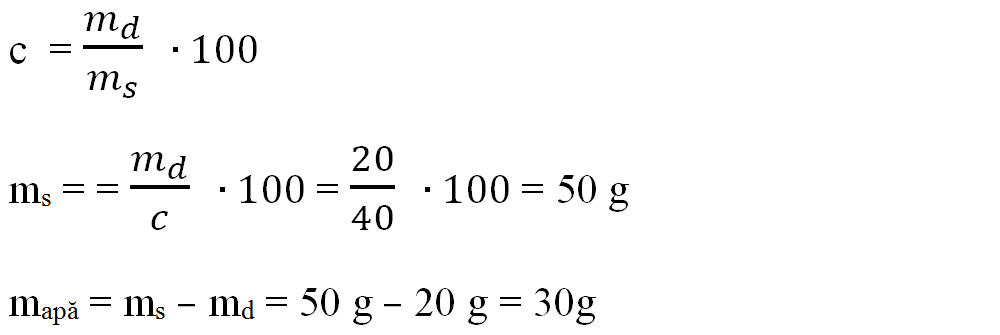 c = m_d / m_s · 100
m_s = = m_d / c · 100 = 20 / 40 · 100 = 50 g
m_apă = m_s – m_d = 50 g – 20 g = 30g